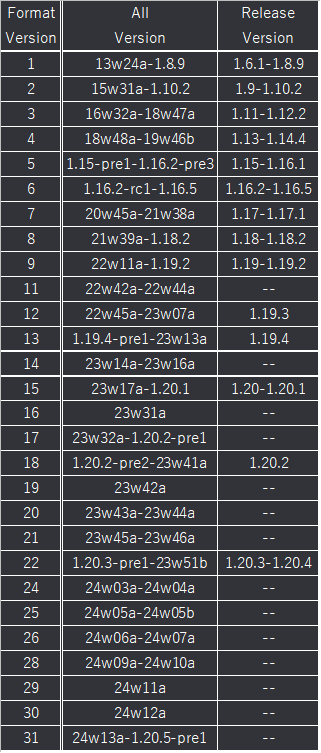 Format All Release
Version Version Version
1 13w24a-1.8.9 1.6.1-1.8.9
2 15w31a-1.10.2 1.9-1.10.2
3 16w32a-18w47a 1.11-1.12.2
4 18w48a-19w46b 1.13-1.14.4
5 1.15-pre1-1.16.2-pre3 1.15-1.16.1
6 1.16.2-rc1-1.16.5 1.16.2-1.16.5
7 20w45a-21w38a 1.17-1.17.1
8 21w39a-1.18.2 1.18-1.18.2
9 22w11a-1.19.2 1.19-1.19.2
11 22w42a-22w44a --
12 22w45a-23w07a 1.19.3
13 1.19.4-pre1-23w13a 1.19.4
14 23w14a-23w16a --
15 23w17a-1.20.1 1.20-1.20.1
16 23w31a --
17 23w32a-1.20.2-pre1 --
18 1.20.2-pre2-23w41a 1.20.2
19 23w42a --
20 23w43a-23w44a --
21 23w45a-23w46a --
22 1.20.3-pre1-23w51b 1.20.3-1.20.4
24 24w03a-24w04a --
25 24w05a-24w05b --
26 24w06a-24w07a --
28 24w09a-24w10a --
29 24w11a --
30 24w12a --
31 24w13a-1.20.5-pre1 --